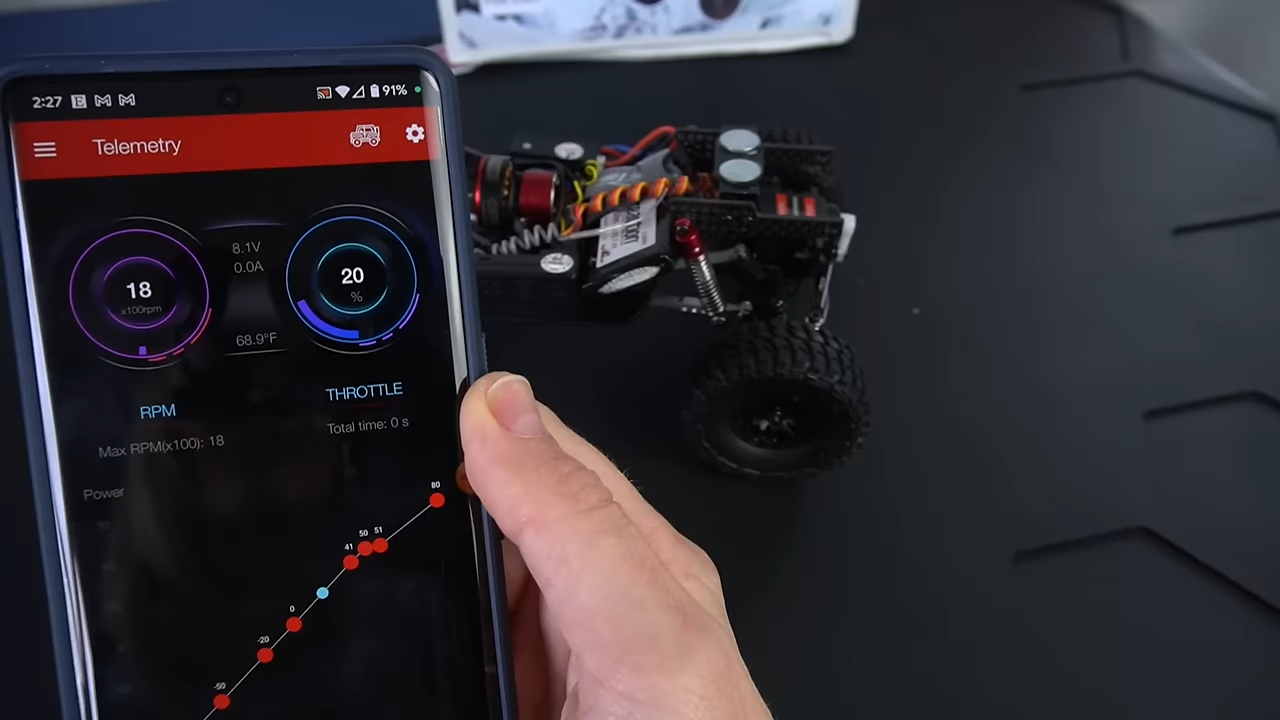 2:27
91%
Telemetry
18
x100rpm
8.1V
0.0A
68.9°F
20
%
RPM
THROTTLE
Max RPM(x100): 18
Total time: 0 s
Power
80
50 51
41
0
-20
-50